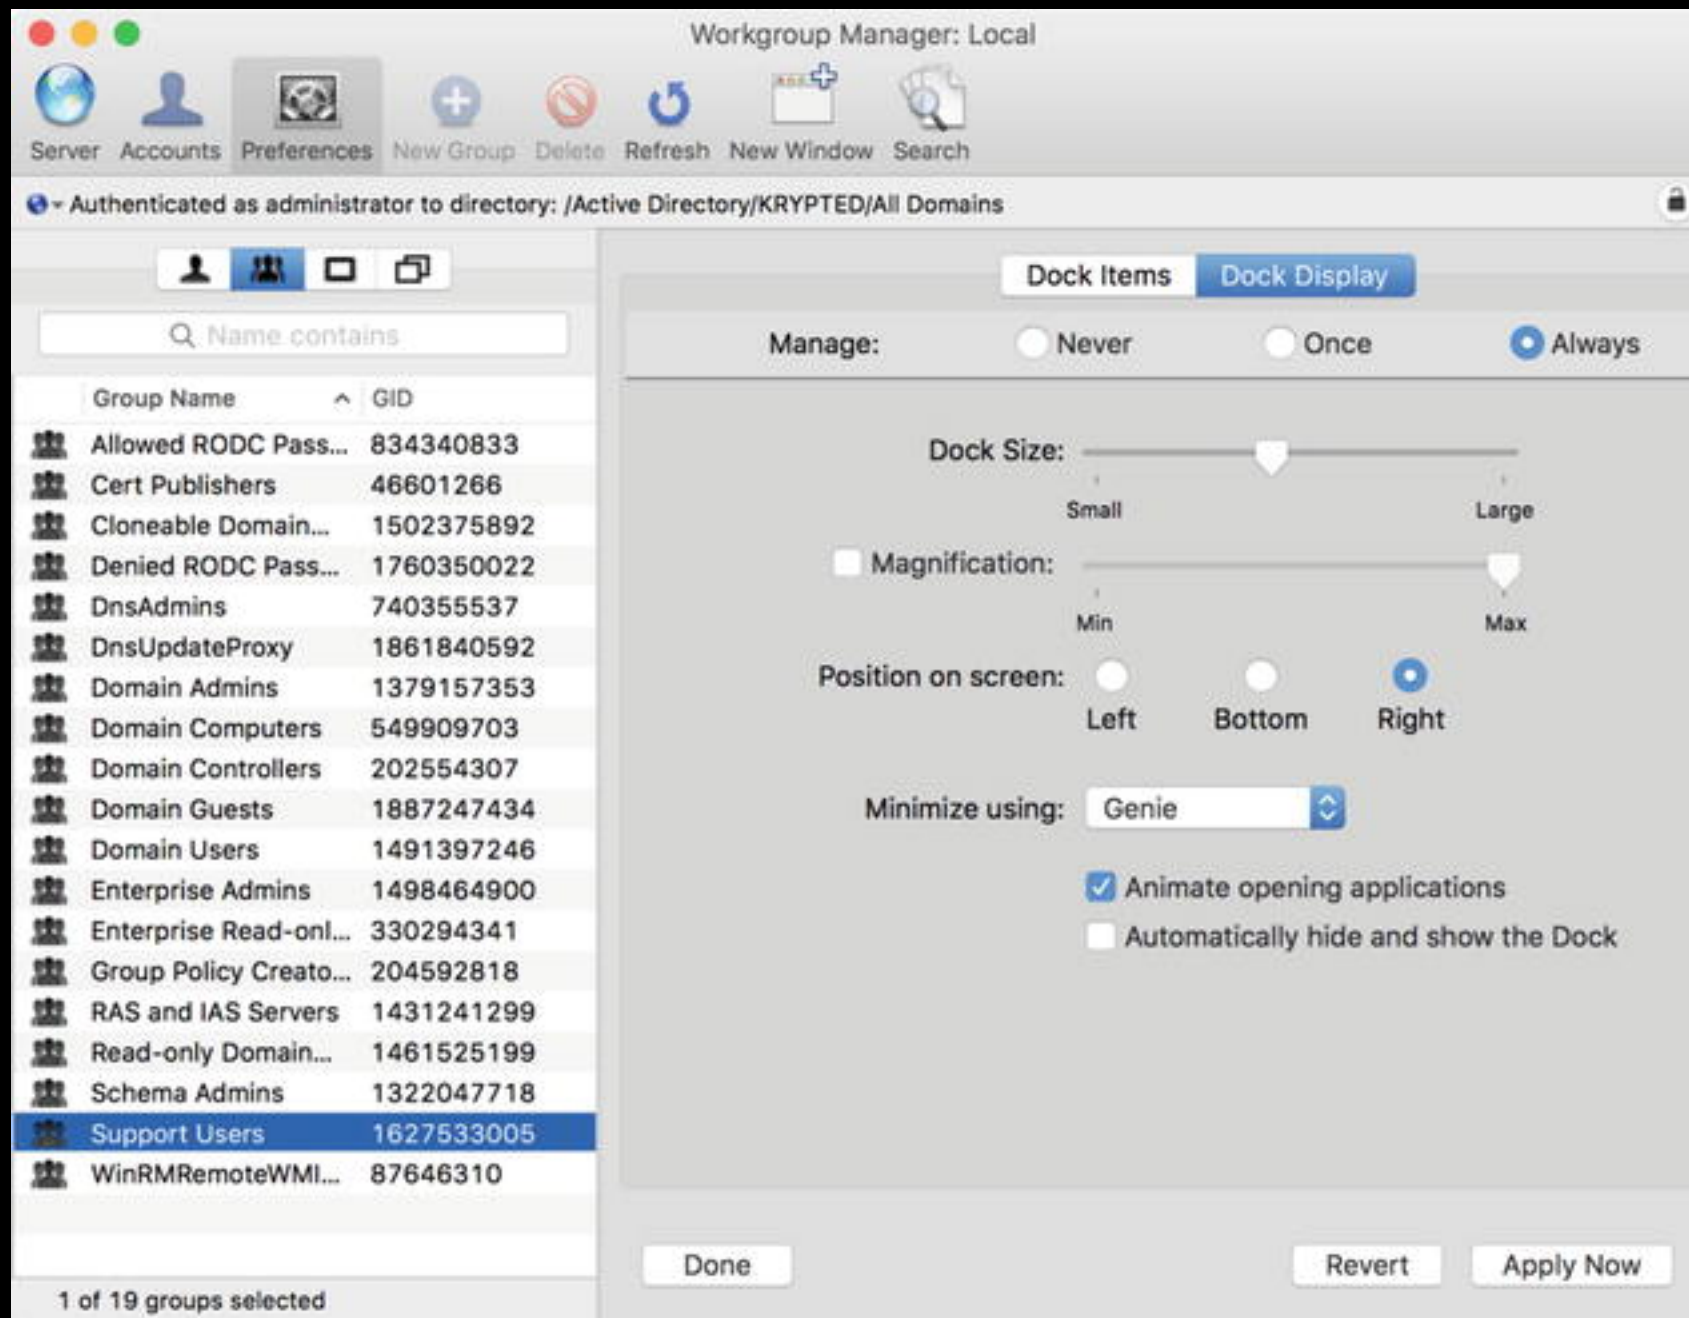 Workgroup Manager: Local
Server Accounts Preferences New Group Delete Refresh New Window Search
Authenticated as administrator to directory: /Active Directory/KRYPTED/All Domains
Name contains
Group Name GID
Allowed RODC Pass... 834340833
Cert Publishers 46601266
Cloneable Domain... 1502375892
Denied RODC Pass... 1760350022
DnsAdmins 740355537
DnsUpdateProxy 1861840592
Domain Admins 1379157353
Domain Computers 549909703
Domain Controllers 202554307
Domain Guests 1887247434
Domain Users 1491397246
Enterprise Admins 1498464900
Enterprise Read-onl... 330294341
Group Policy Creato... 204592818
RAS and IAS Servers 1431241299
Read-only Domain... 1461525199
Schema Admins 1322047718
Support Users 1627533005
WinRMRemoteWMI... 87646310
1 of 19 groups selected
Dock Items Dock Display
Manage: Never Once Always
Dock Size:
Small Large
Magnification:
Min Max
Position on screen:
Left Bottom Right
Minimize using: Genie
Animate opening applications
Automatically hide and show the Dock
Done Revert Apply Now